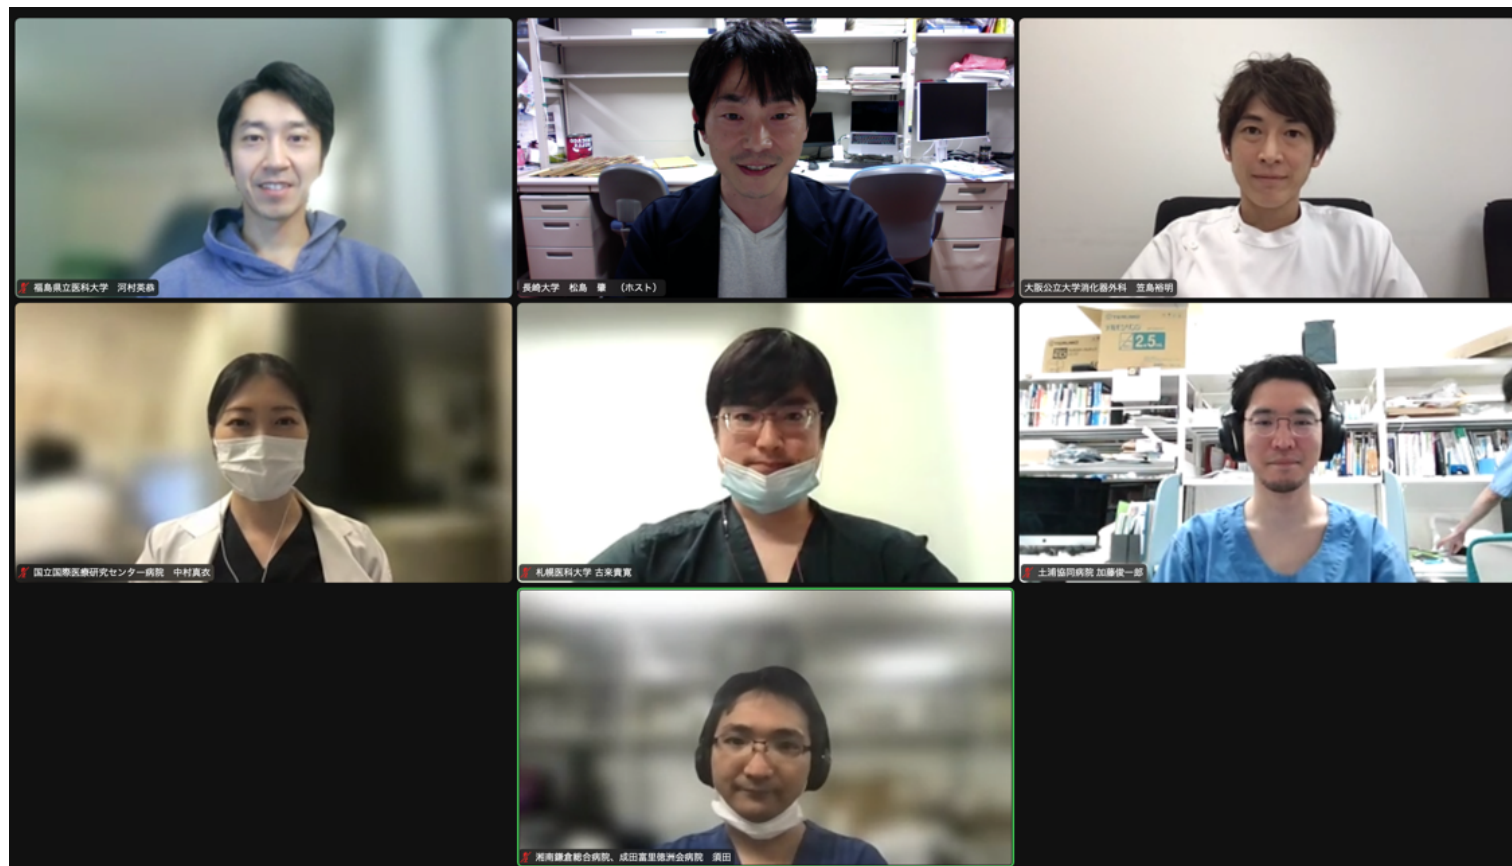 福島県立医科大学　河村英恭
長崎大学　松島　肇　（ホスト）
大阪公立大学消化器外科　笠島裕明
国立国際医療研究センター病院　中村真衣
札幌医科大学 古来貴寛
土浦協同病院 加藤俊一郎
湘南鎌倉総合病院、成田富里徳洲会病院　須田
2.5